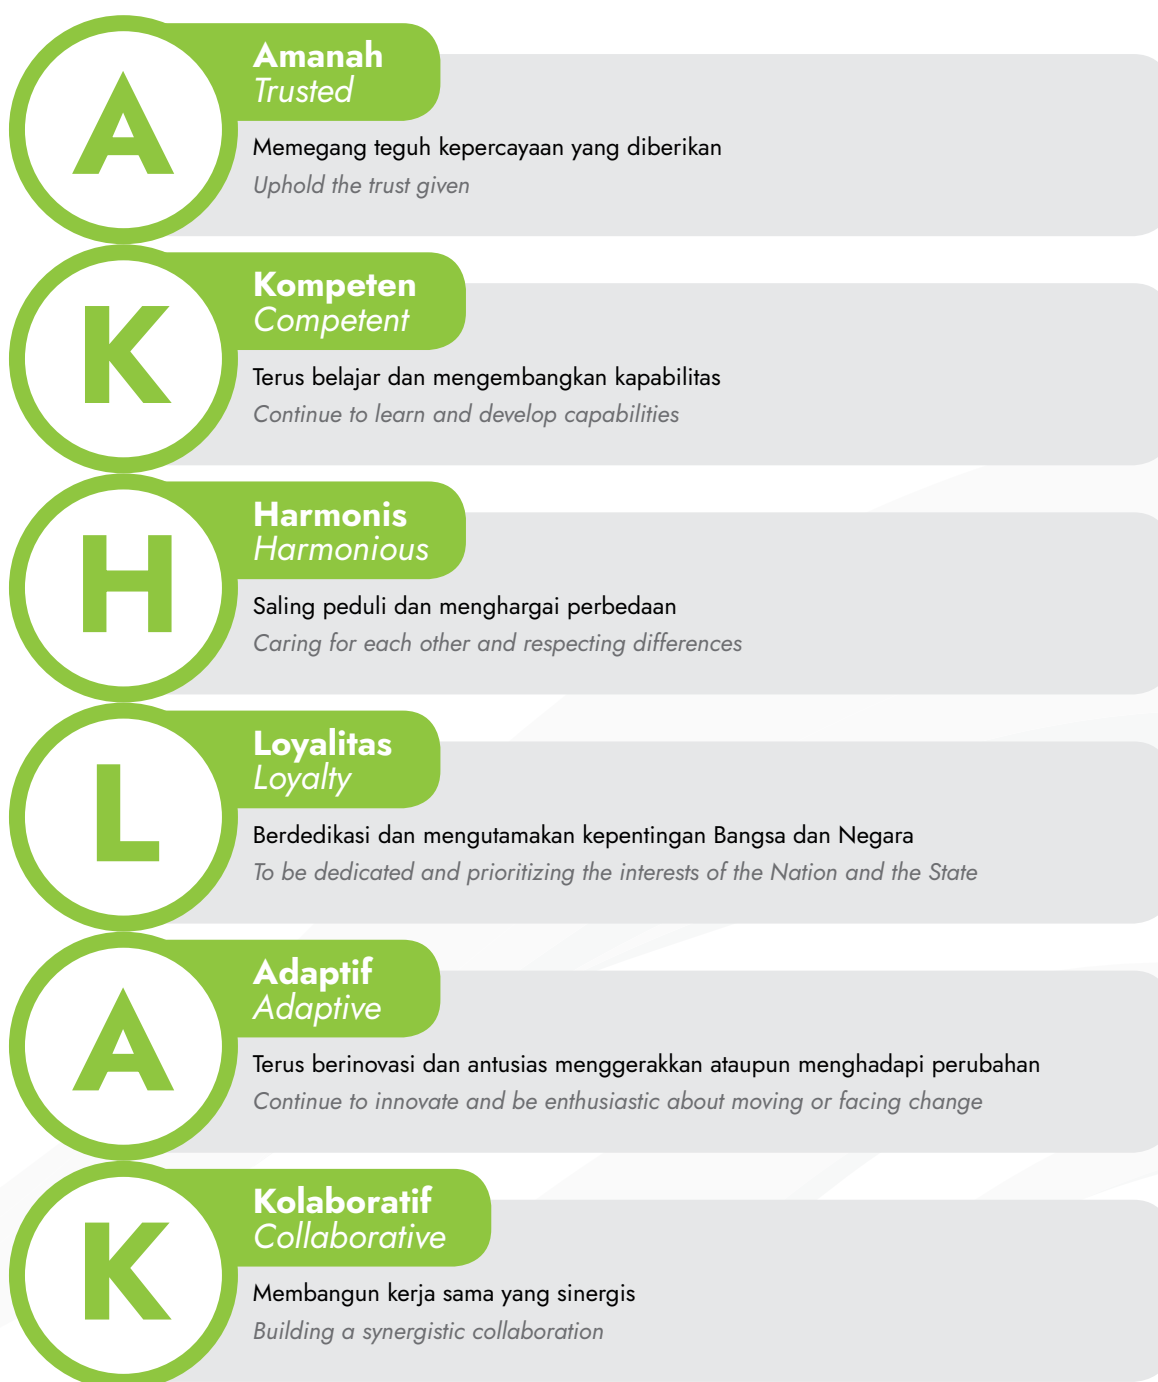 A
Amanah
Trusted
Memegang teguh kepercayaan yang diberikan
Uphold the trust given
K
Kompeten
Competent
Terus belajar dan mengembangkan kapabilitas
Continue to learn and develop capabilities
H
Harmonis
Harmonious
Saling peduli dan menghargai perbedaan
Caring for each other and respecting differences
L
Loyalitas
Loyalty
Berdedikasi dan mengutamakan kepentingan Bangsa dan Negara
To be dedicated and prioritizing the interests of the Nation and the State
A
Adaptif
Adaptive
Terus berinovasi dan antusias menggerakkan ataupun menghadapi perubahan
Continue to innovate and be enthusiastic about moving or facing change
K
Kolaboratif
Collaborative
Membangun kerja sama yang sinergis
Building a synergistic collaboration